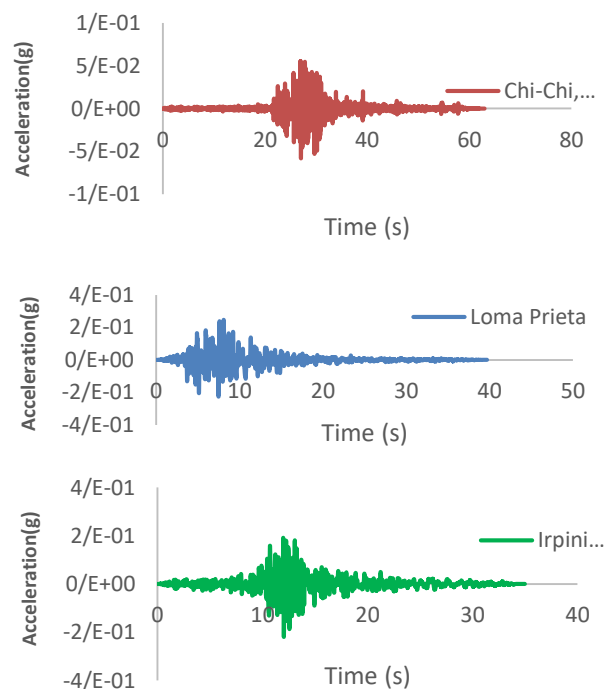 1/E-01
5/E-02
0/E+00
-5/E-02
-1/E-01
Acceleration(g)
0 20 40 60 80
Time (s)
Chi-Chi,...
4/E-01
2/E-01
0/E+00
-2/E-01
-4/E-01
Acceleration(g)
0 10 20 30 40 50
Time (s)
Loma Prieta
4/E-01
2/E-01
0/E+00
-2/E-01
-4/E-01
Acceleration(g)
0 10 20 30 40
Time (s)
Irpini...